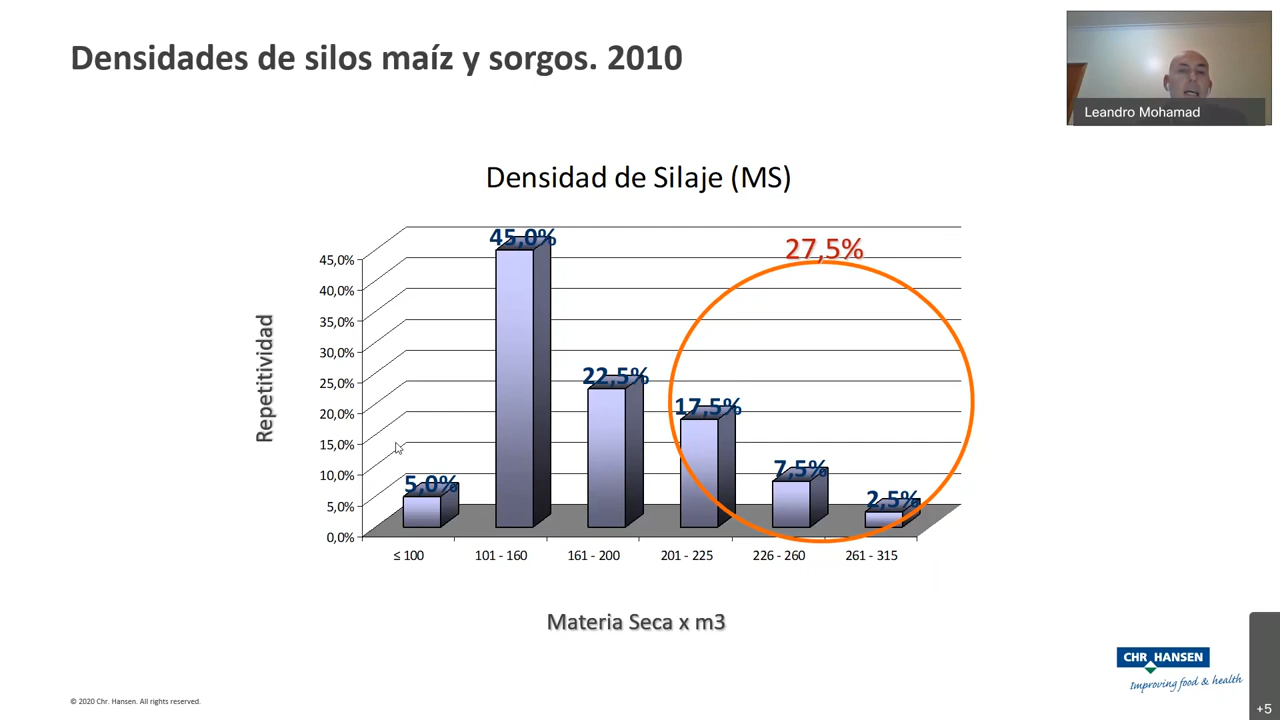 Densidades de silos maíz y sorgos. 2010
Leandro Mohamad
Densidad de Silaje (MS)
27,5%
45,0%
22,5%
17,5%
7,5%
5,0%
2,5%
45,0%
40,0%
35,0%
30,0%
25,0%
20,0%
15,0%
10,0%
5,0%
0,0%
Repetitividad
≤ 100
101 - 160
161 - 200
201 - 225
226 - 260
261 - 315
Materia Seca x m3
CHR HANSEN
Improving food & health
© 2020 Chr. Hansen. All rights reserved.
+5